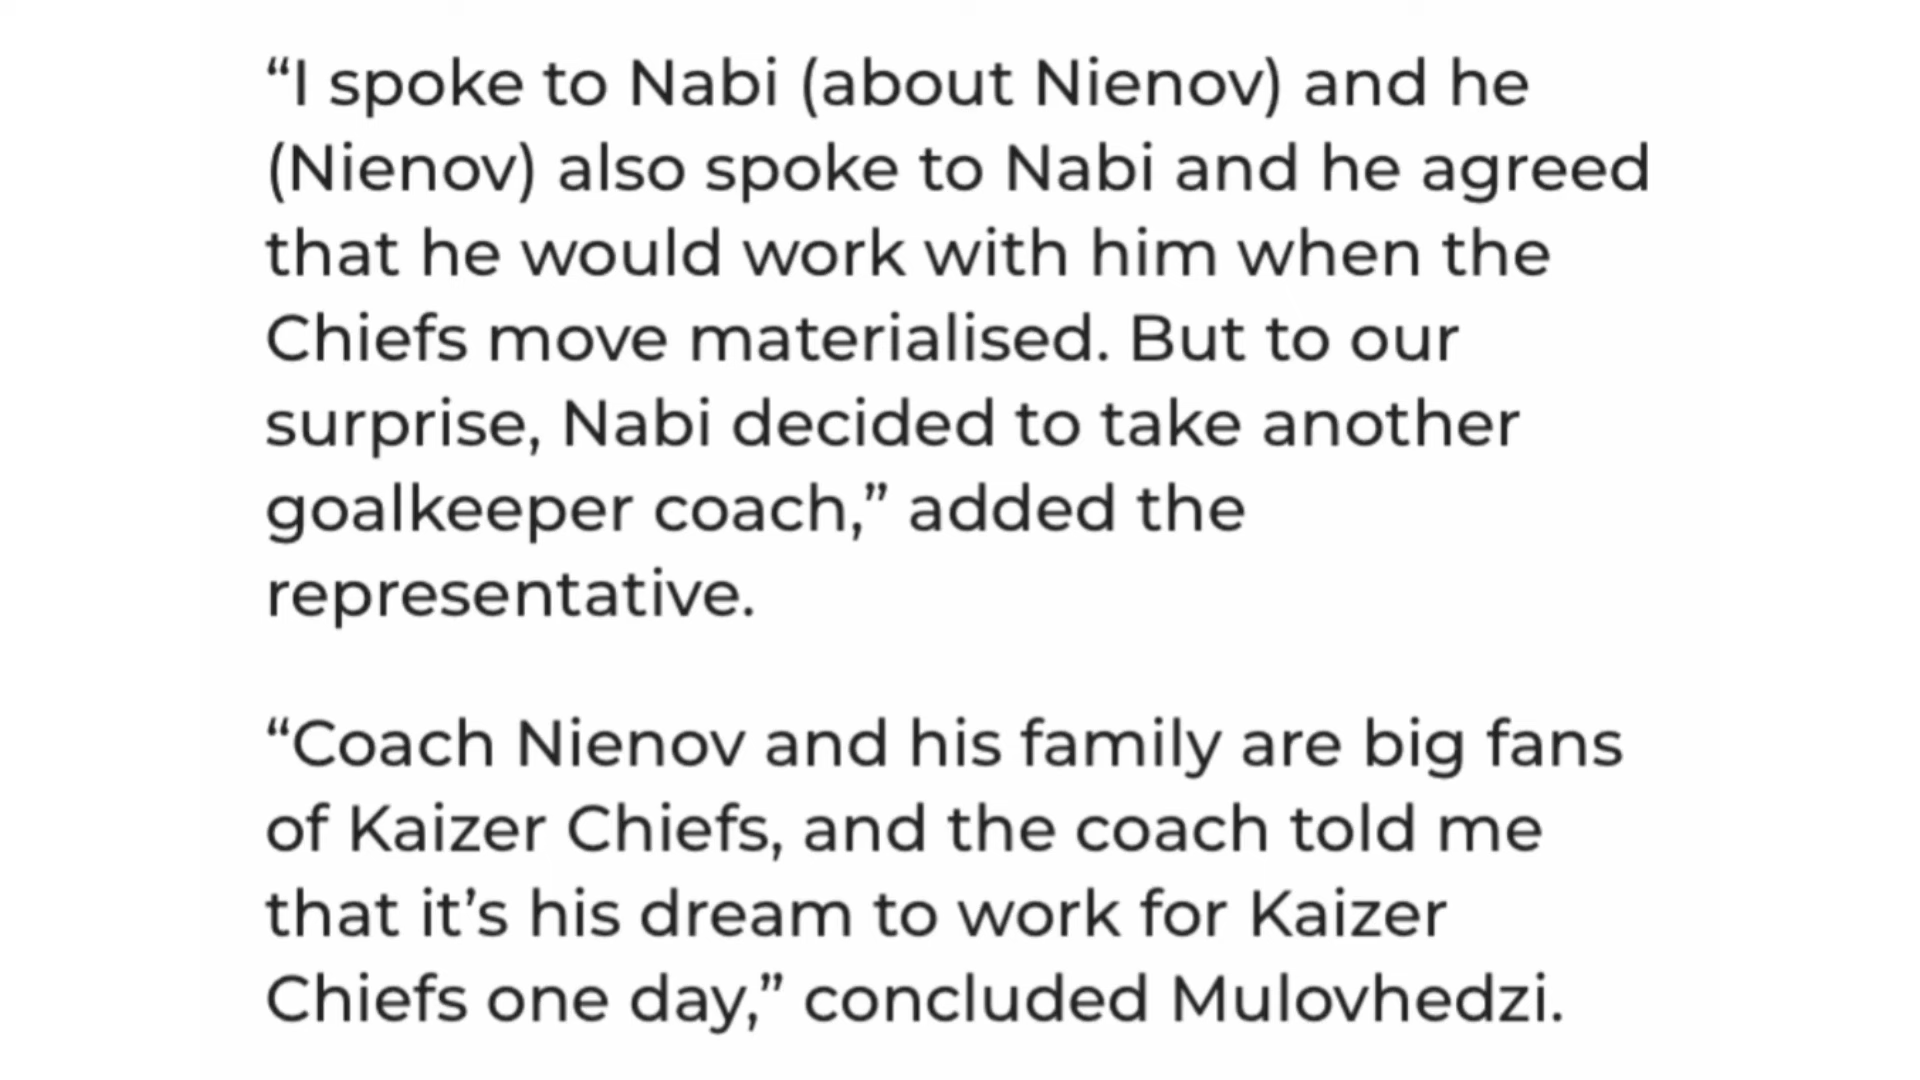 “I spoke to Nabi (about Nienov) and he
(Nienov) also spoke to Nabi and he agreed
that he would work with him when the
Chiefs move materialised. But to our
surprise, Nabi decided to take another
goalkeeper coach,” added the
representative.
“Coach Nienov and his family are big fans
of Kaizer Chiefs, and the coach told me
that it’s his dream to work for Kaizer
Chiefs one day,” concluded Mulovhedzi.